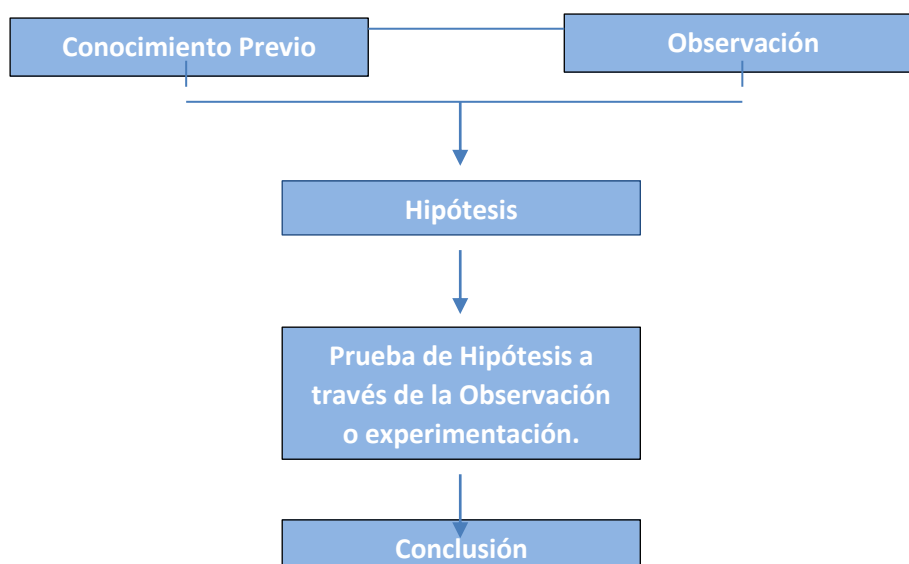 Conocimiento Previo
Observación
Hipótesis
Prueba de Hipótesis a
través de la Observación
o experimentación.
Conclusión